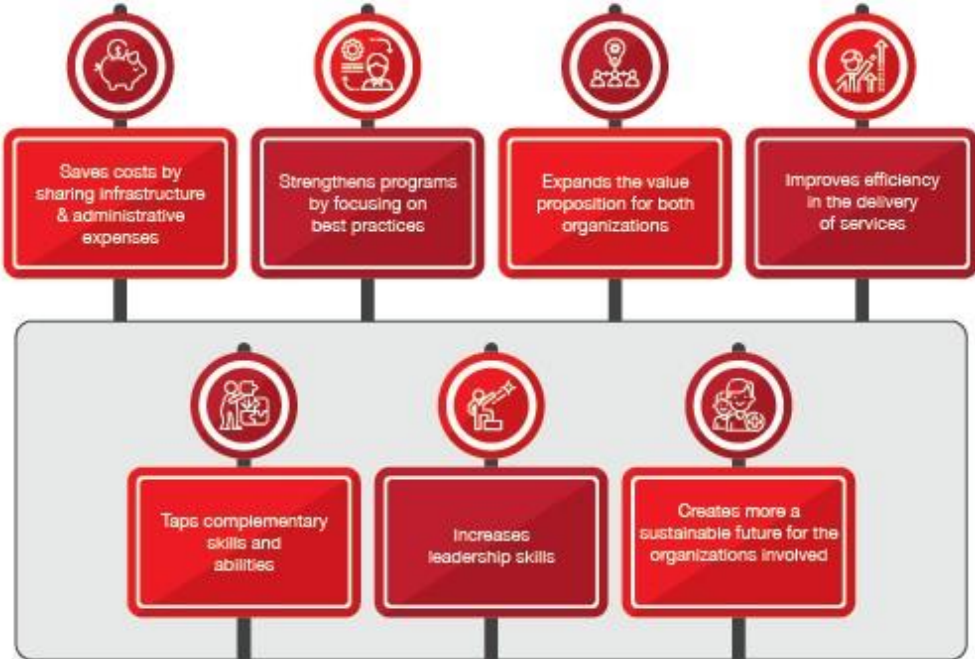 Saves costs by
sharing infrastructure
& administrative
expenses
Strengthens programs
by focusing on
best practices
Expands the value
proposition for both
organizations
Improves efficiency
in the delivery
of services
Taps complementary
skills and
abilities
Increases
leadership skills
Creates more a
sustainable future for the
organizations involved